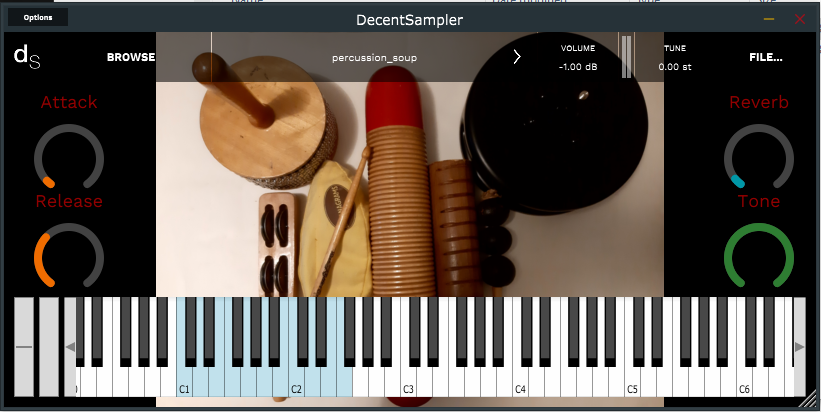 Options
DecentSampler
dS
BROWSE
percussion_soup
VOLUME
-1.00 dB
TUNE
0.00 st
FILE...
Attack
Reverb
Release
Tone
C1
C2
C3
C4
C5
C6